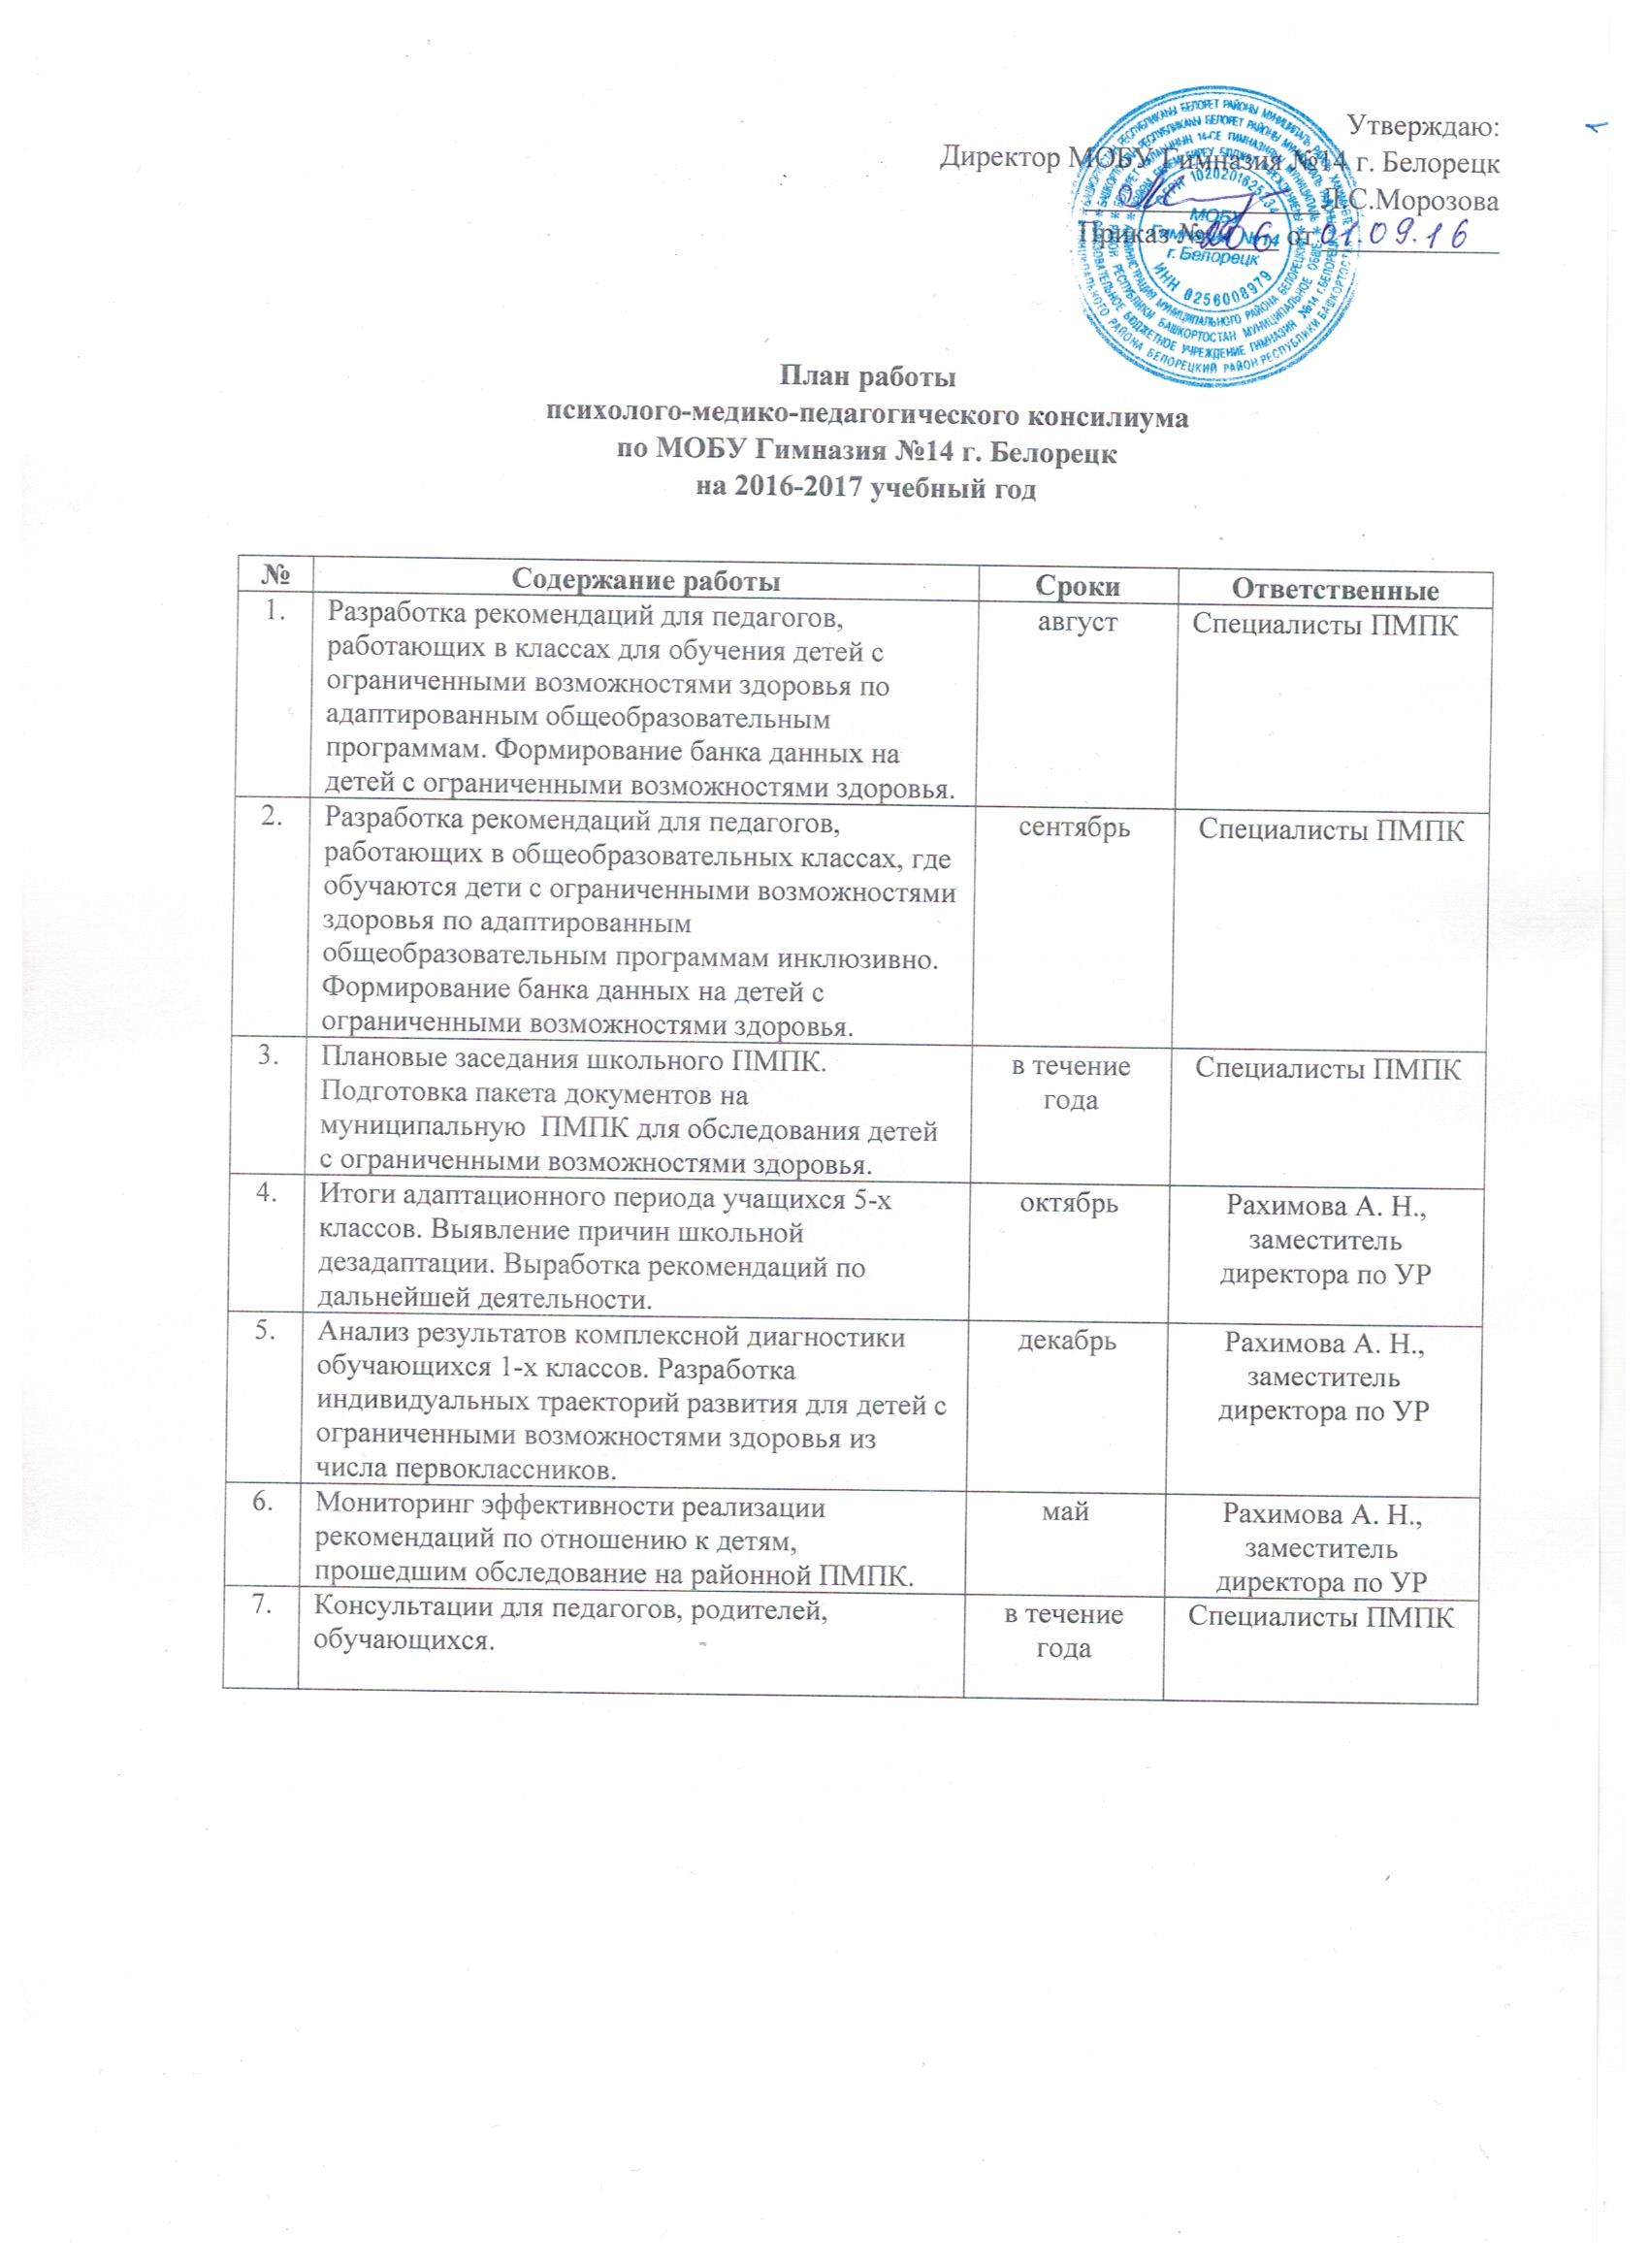 Утверждаю:
Директор МОБУ Гимназия №14 г. Белорецк
Л.С.Морозова
Приказ № 206 от 01.09.16
МОБУ
Гимназия №14
г. Белорецк
ИНН 0256008979
План работы
психолого-медико-педагогического консилиума
по МОБУ Гимназия №14 г. Белорецк
на 2016-2017 учебный год
№ Содержание работы Сроки Ответственные
1. Разработка рекомендаций для педагогов, август Специалисты ПМПК
работающих в классах для обучения детей с
ограниченными возможностями здоровья по
адаптированным общеобразовательным
программам. Формирование банка данных на
детей с ограниченными возможностями здоровья.
2. Разработка рекомендаций для педагогов, сентябрь Специалисты ПМПК
работающих в общеобразовательных классах, где
обучаются дети с ограниченными возможностями
здоровья по адаптированным
общеобразовательным программам инклюзивно.
Формирование банка данных на детей с
ограниченными возможностями здоровья.
3. Плановые заседания школьного ПМПК. в течение Специалисты ПМПК
Подготовка пакета документов на года
муниципальную ПМПК для обследования детей
с ограниченными возможностями здоровья.
4. Итоги адаптационного периода учащихся 5-х октябрь Рахимова А. Н.,
классов. Выявление причин школьной заместитель
дезадаптации. Выработка рекомендаций по директора по УР
дальнейшей деятельности.
5. Анализ результатов комплексной диагностики декабрь Рахимова А. Н.,
обучающихся 1-х классов. Разработка заместитель
индивидуальных траекторий развития для детей с директора по УР
ограниченными возможностями здоровья из
числа первоклассников.
6. Мониторинг эффективности реализации май Рахимова А. Н.,
рекомендаций по отношению к детям, заместитель
прошедшим обследование на районной ПМПК. директора по УР
7. Консультации для педагогов, родителей, в течение Специалисты ПМПК
обучающихся. года